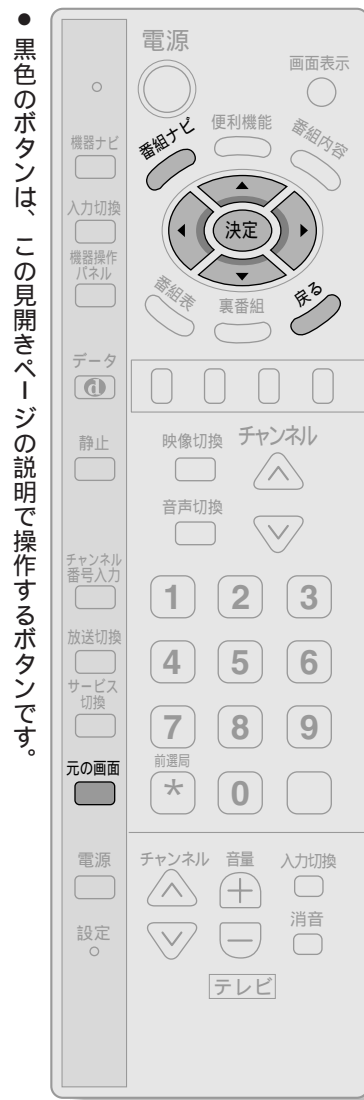 ● 黒色のボタンは、この見開きページの説明で操作するボタンです。
電源
画面表示
機器ナビ
番組ナビ
便利機能
番組内容
入力切換
決定
機器操作
パネル
番組表
裏番組
戻る
データ
d
静止
映像切換
チャンネル
音声切換
チャンネル
番号入力
1 2 3
放送切換
4 5 6
サービス
切換
7 8 9
元の画面
前選局
* 0
電源
チャンネル
音量
入力切換
+
設定
消音
−
テレビ